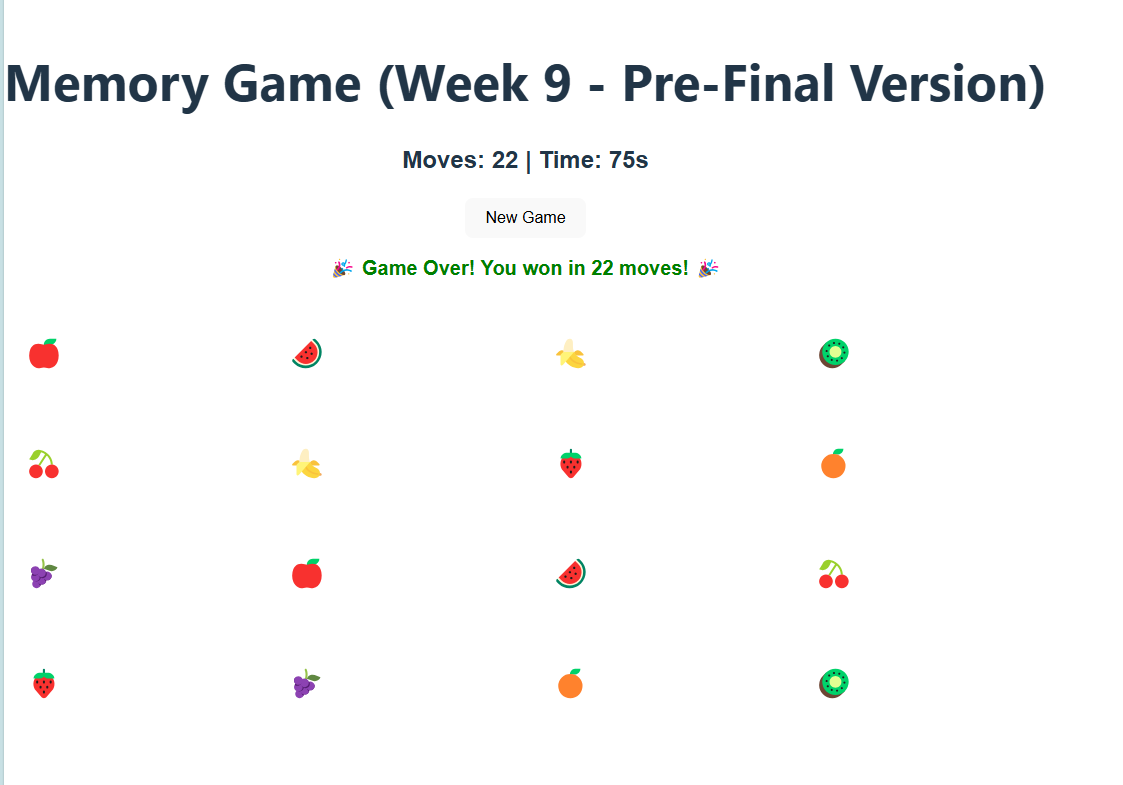 Memory Game (Week 9 - Pre-Final Version)
Moves: 22 | Time: 75s
New Game
🎉 Game Over! You won in 22 moves! 🎉